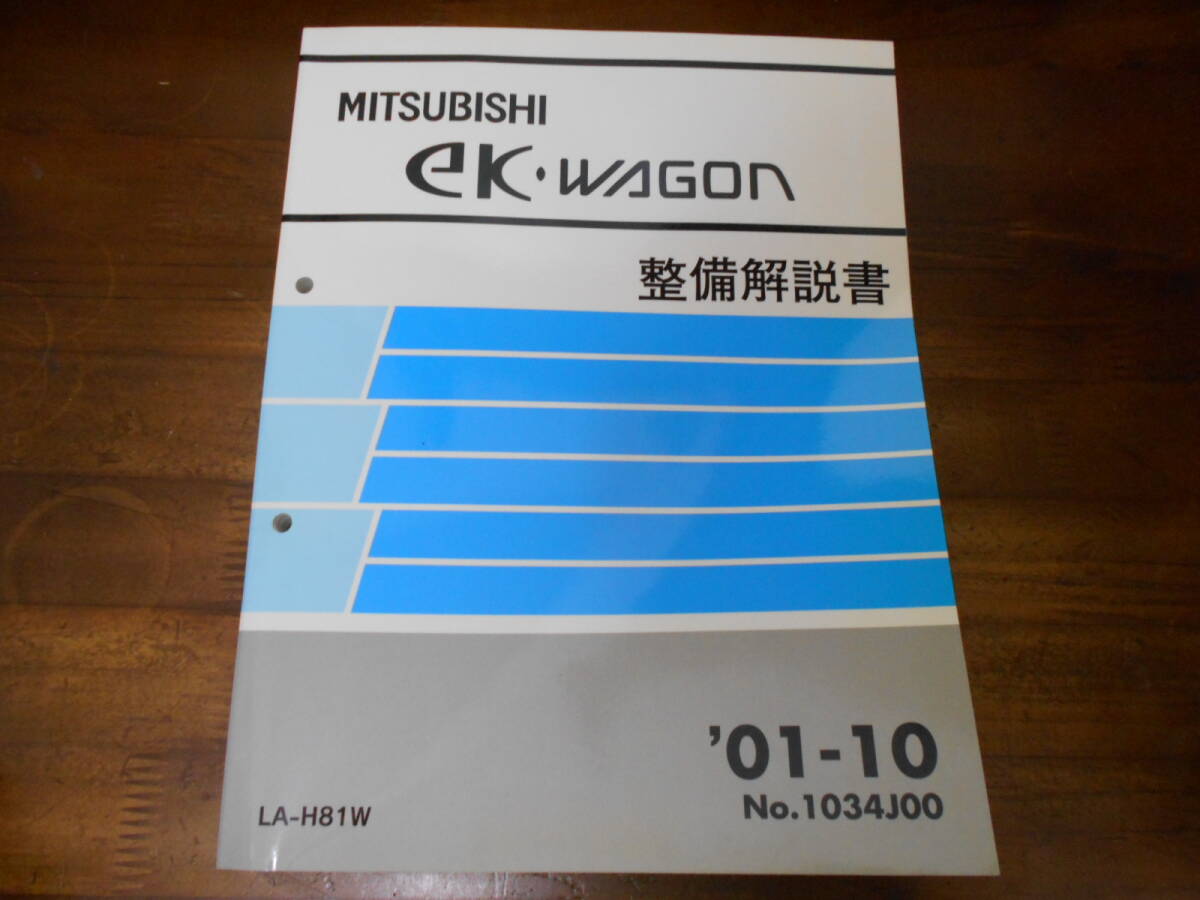 MITSUBISHI
eK·WAGON
整備解説書
'01-10
No.1034J00
LA-H81W